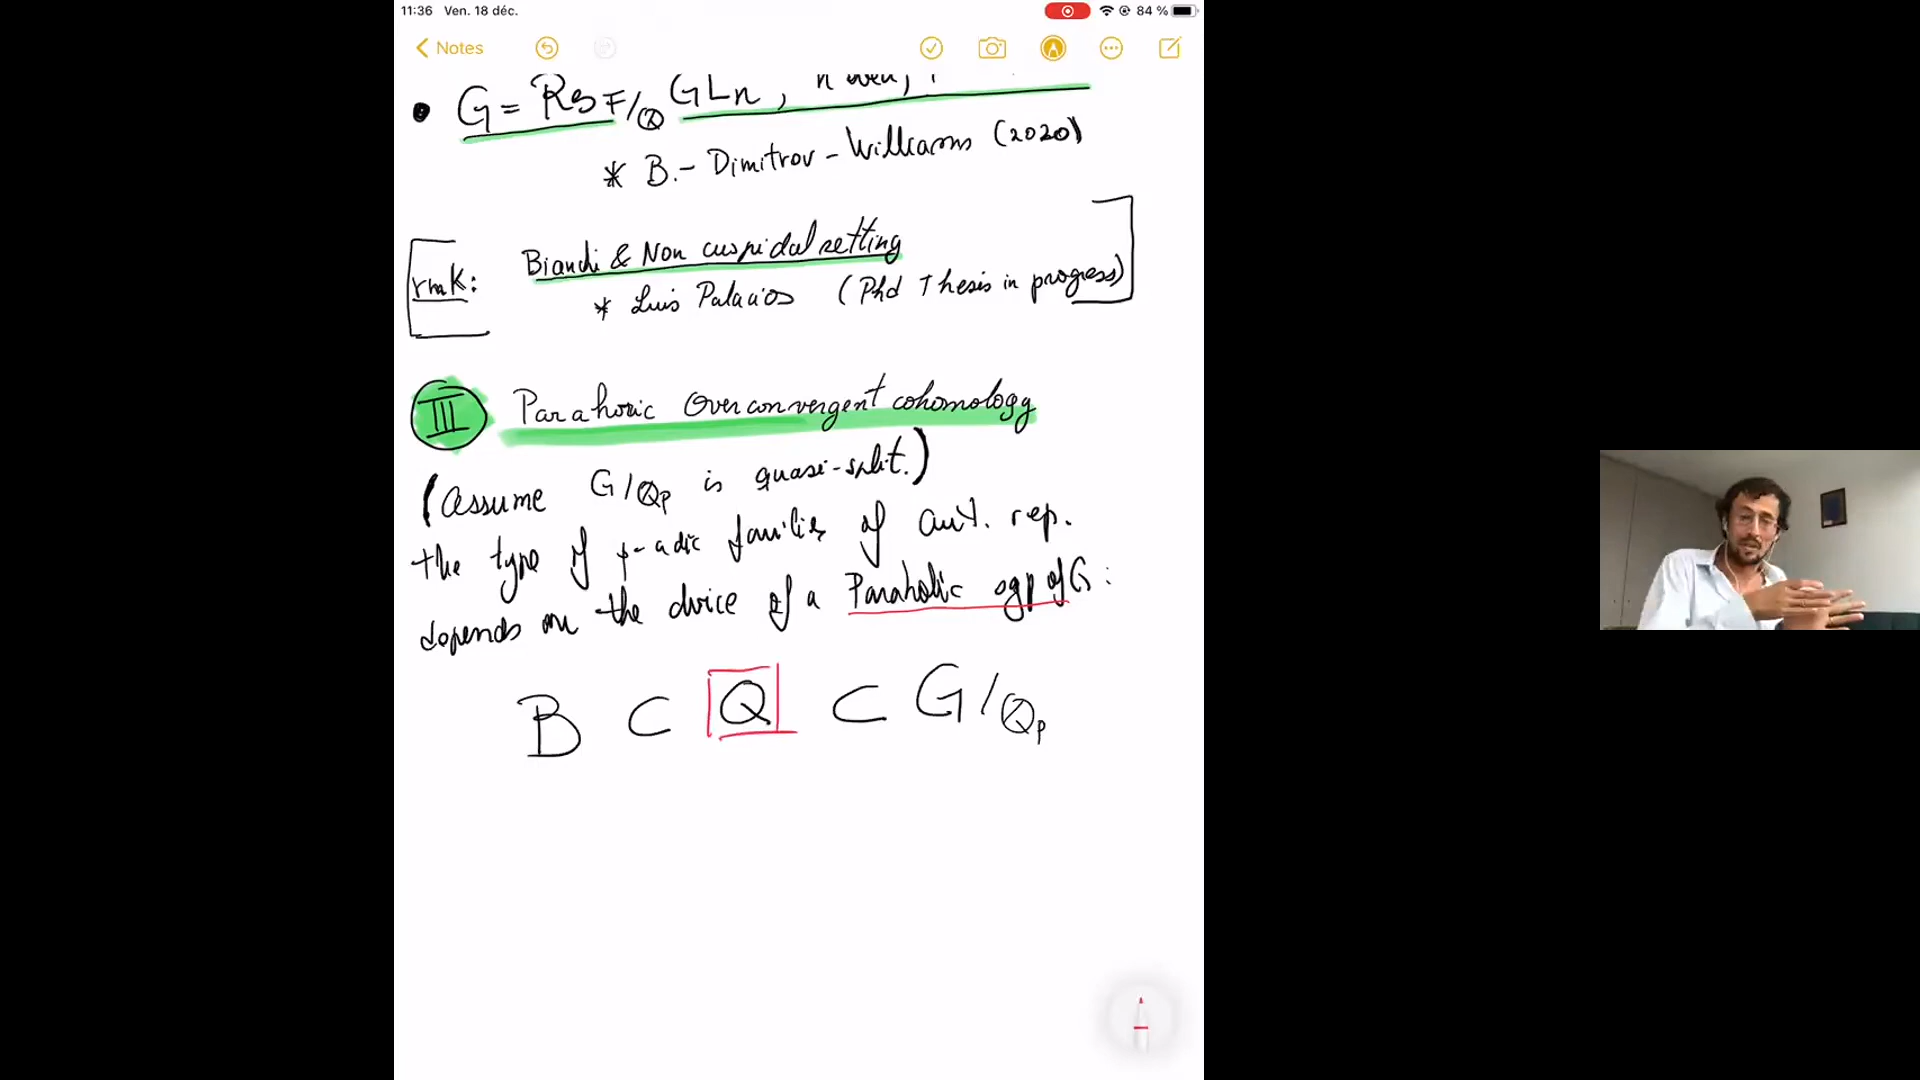 11:36 Ven. 18 déc. 84 %
Notes
• G = Res F/ℚ GLn, n even,
* B. - Dimitrov - Williams (2020)
rmk: Bianchi & Non cuspidal setting
* Luis Palacios (Phd Thesis in progress)
III Parahoric Overconvergent cohomology
(assume G/ℚp is quasi-split.)
the type of p-adic families of aut. rep.
depends on the choice of a Parabolic sgp of G :
B ⊂ Q ⊂ G/ℚp